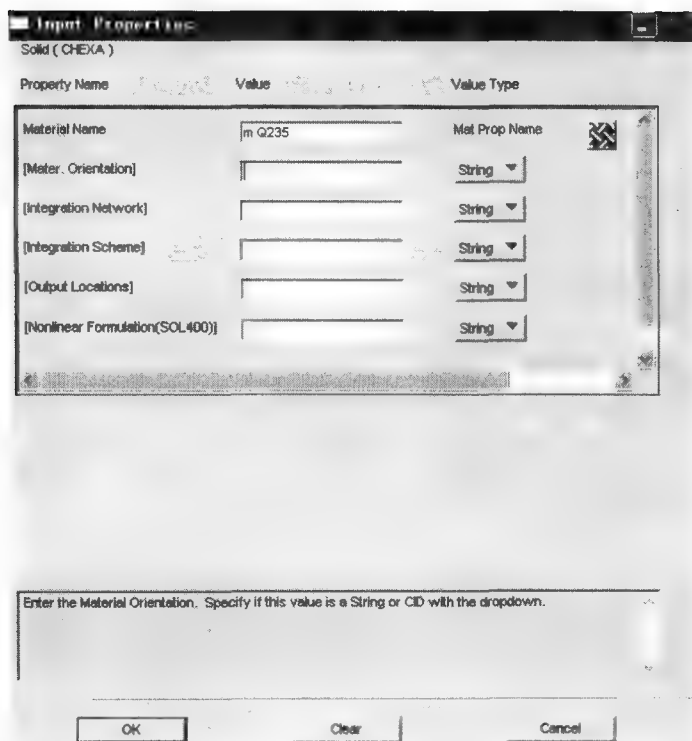 Input Properties
Solid ( CHEXA )
Property Name Value Value Type
Material Name m Q235 Mat Prop Name
[Mater. Orientation] String
[Integration Network] String
[Integration Scheme] String
[Output Locations] String
[Nonlinear Formulation(SOL400)] String
Enter the Material Orientation. Specify if this value is a String or CID with the dropdown.
OK Clear Cancel